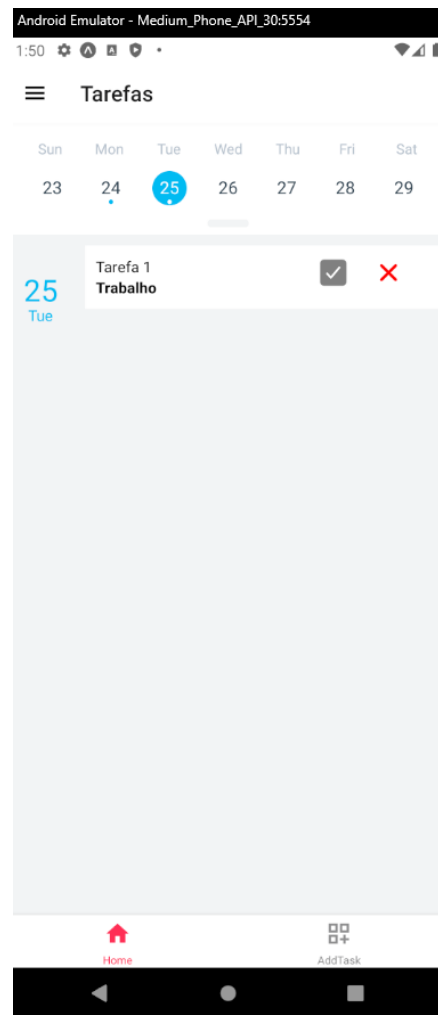 Android Emulator - Medium_Phone_API_30:5554
1:50
Tarefas
Sun Mon Tue Wed Thu Fri Sat
23 24 25 26 27 28 29
25
Tue
Tarefa 1
Trabalho
Home
AddTask